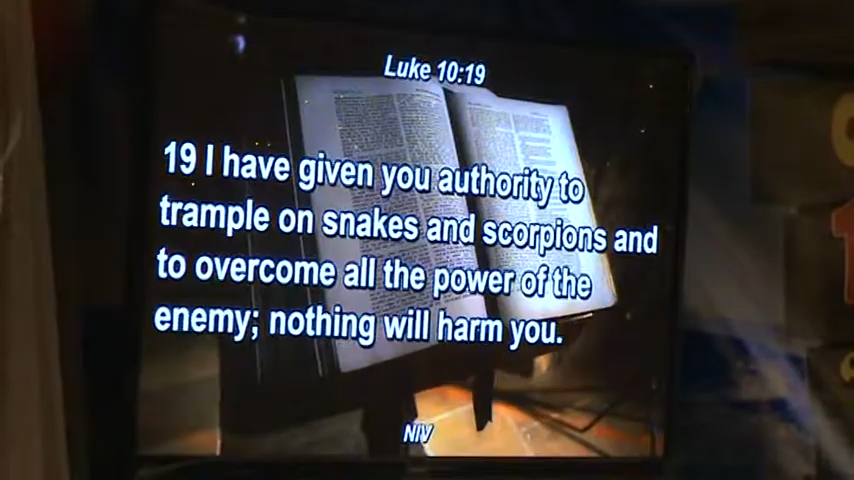 Luke 10:19
19 I have given you authority to
trample on snakes and scorpions and
to overcome all the power of the
enemy; nothing will harm you.
NIV